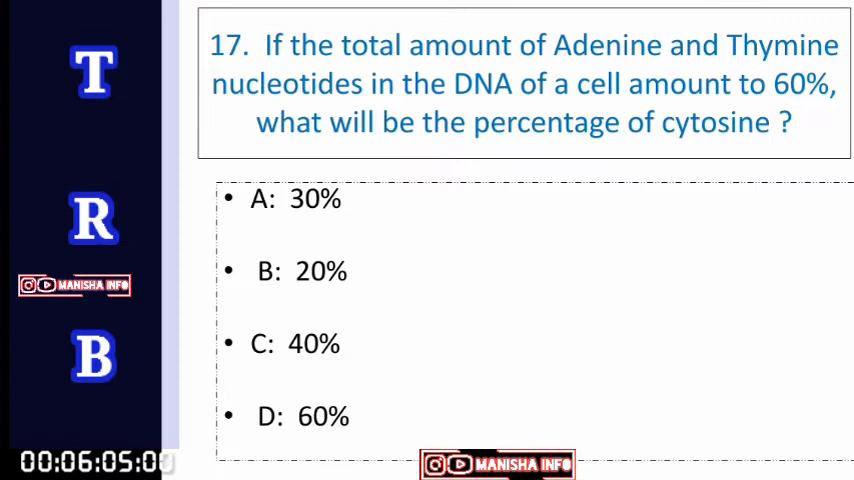 T
R
MANISHA INFO
B
00:06:05:00
17. If the total amount of Adenine and Thymine
nucleotides in the DNA of a cell amount to 60%,
what will be the percentage of cytosine ?
• A: 30%
• B: 20%
• C: 40%
• D: 60%
MANISHA INFO